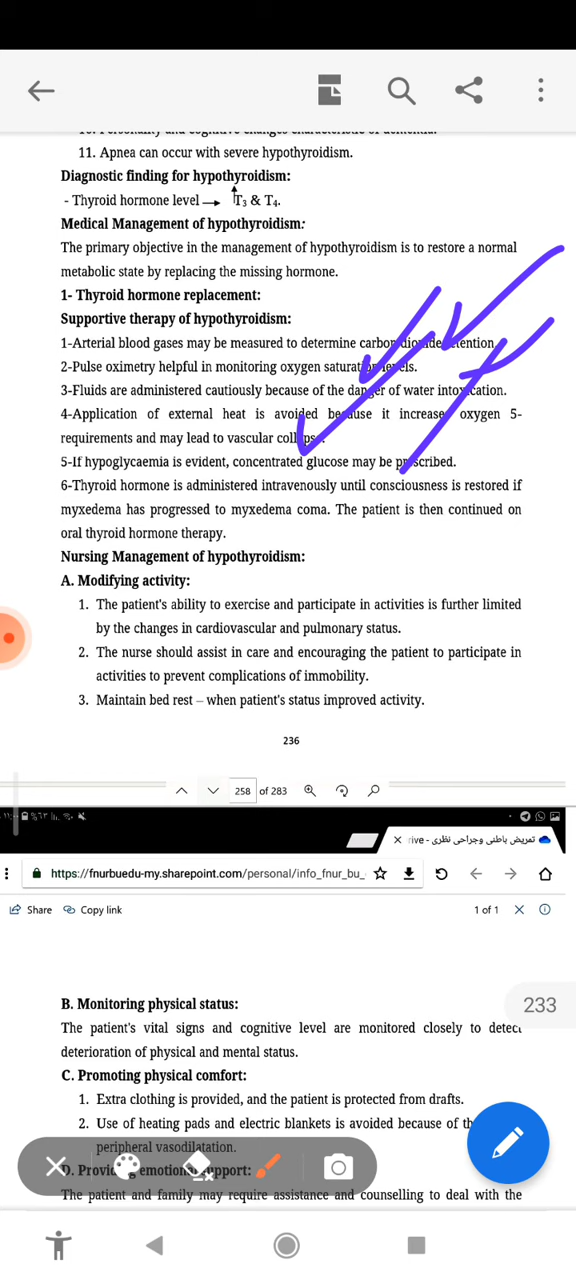 11. Apnea can occur with severe hypothyroidism.
Diagnostic finding for hypothyroidism:
- Thyroid hormone level → ↑T₃ & T₄.
Medical Management of hypothyroidism:
The primary objective in the management of hypothyroidism is to restore a normal
metabolic state by replacing the missing hormone.
1- Thyroid hormone replacement:
Supportive therapy of hypothyroidism:
1-Arterial blood gases may be measured to determine carbon dioxide retention.
2-Pulse oximetry helpful in monitoring oxygen saturation levels.
3-Fluids are administered cautiously because of the danger of water intoxication.
4-Application of external heat is avoided because it increases oxygen 5-
requirements and may lead to vascular collapse.
5-If hypoglycaemia is evident, concentrated glucose may be prescribed.
6-Thyroid hormone is administered intravenously until consciousness is restored if
myxedema has progressed to myxedema coma. The patient is then continued on
oral thyroid hormone therapy.
Nursing Management of hypothyroidism:
A. Modifying activity:
1. The patient's ability to exercise and participate in activities is further limited
by the changes in cardiovascular and pulmonary status.
2. The nurse should assist in care and encouraging the patient to participate in
activities to prevent complications of immobility.
3. Maintain bed rest – when patient's status improved activity.
236
258 of 283
تمريض باطنى وجراحى نظرى - rive
https://fnurbuedu-my.sharepoint.com/personal/info_fnur_bu_
Share Copy link 1 of 1
233
B. Monitoring physical status:
The patient's vital signs and cognitive level are monitored closely to detect
deterioration of physical and mental status.
C. Promoting physical comfort:
1. Extra clothing is provided, and the patient is protected from drafts.
2. Use of heating pads and electric blankets is avoided because of
peripheral vasodilatation.
D. Providing emotional support:
The patient and family may require assistance and counselling to deal with the